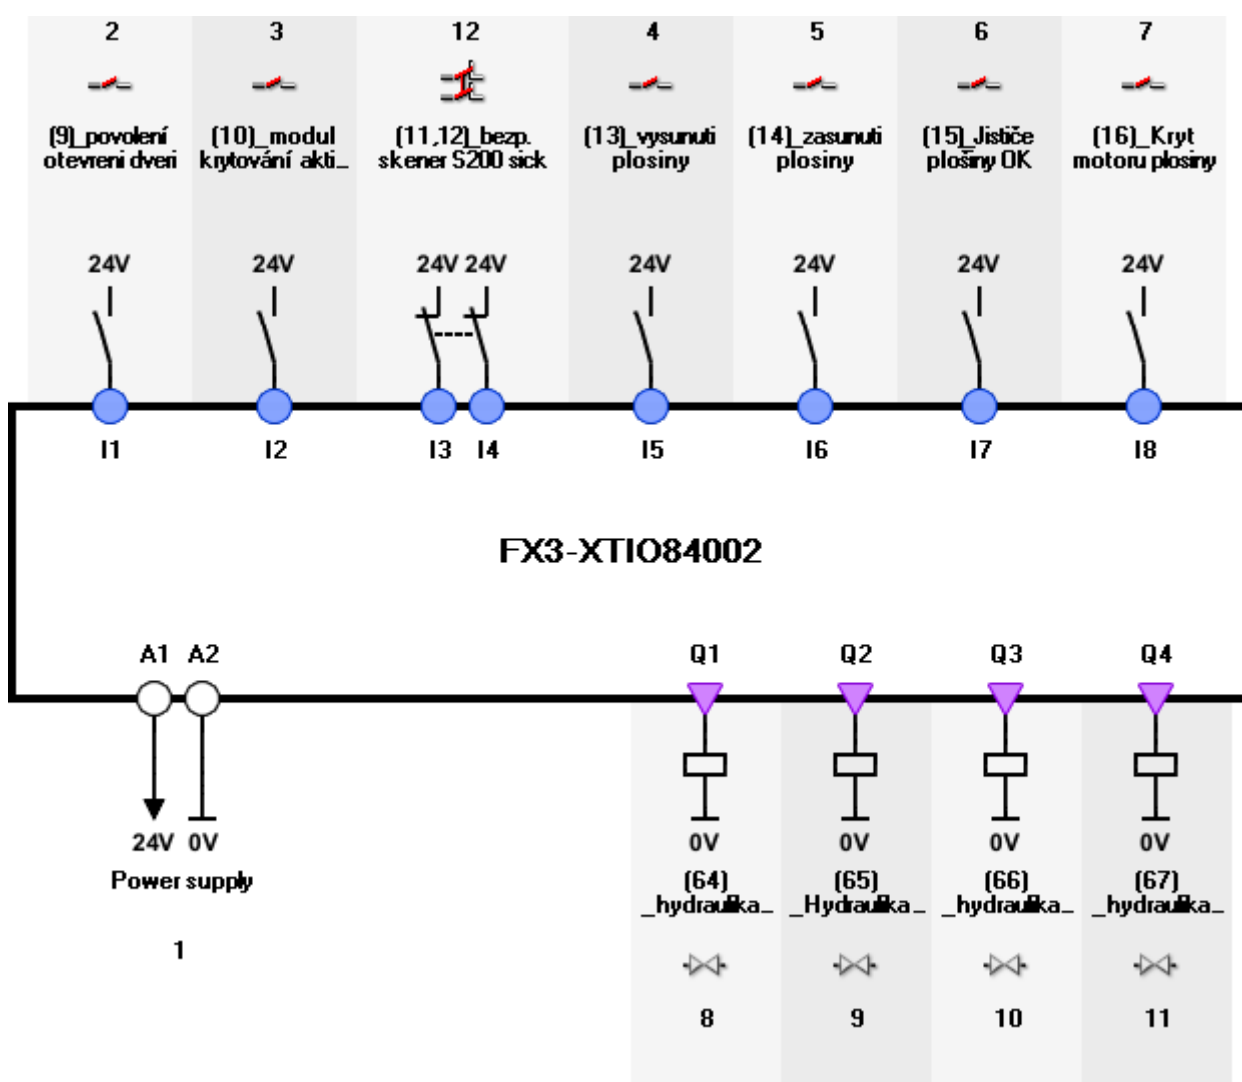 2 3 12 4 5 6 7
(9)_povolení
otevreni dveri
(10)_modul
krytování akti_
(11,12)_bezp.
skener S200 sick
(13)_vysunuti
plosiny
(14)_zasunuti
plosiny
(15)_Jističe
plošiny OK
(16)_Kryt
motoru plosiny
24V 24V 24V 24V 24V 24V 24V 24V
I1 I2 I3 I4 I5 I6 I7 I8
FX3-XTIO84002
A1 A2 Q1 Q2 Q3 Q4
24V 0V 0V 0V 0V 0V
Power supply
1
(64)
_hydraulika_
(65)
_Hydraulika_
(66)
_hydraulika_
(67)
_hydraulika_
8 9 10 11